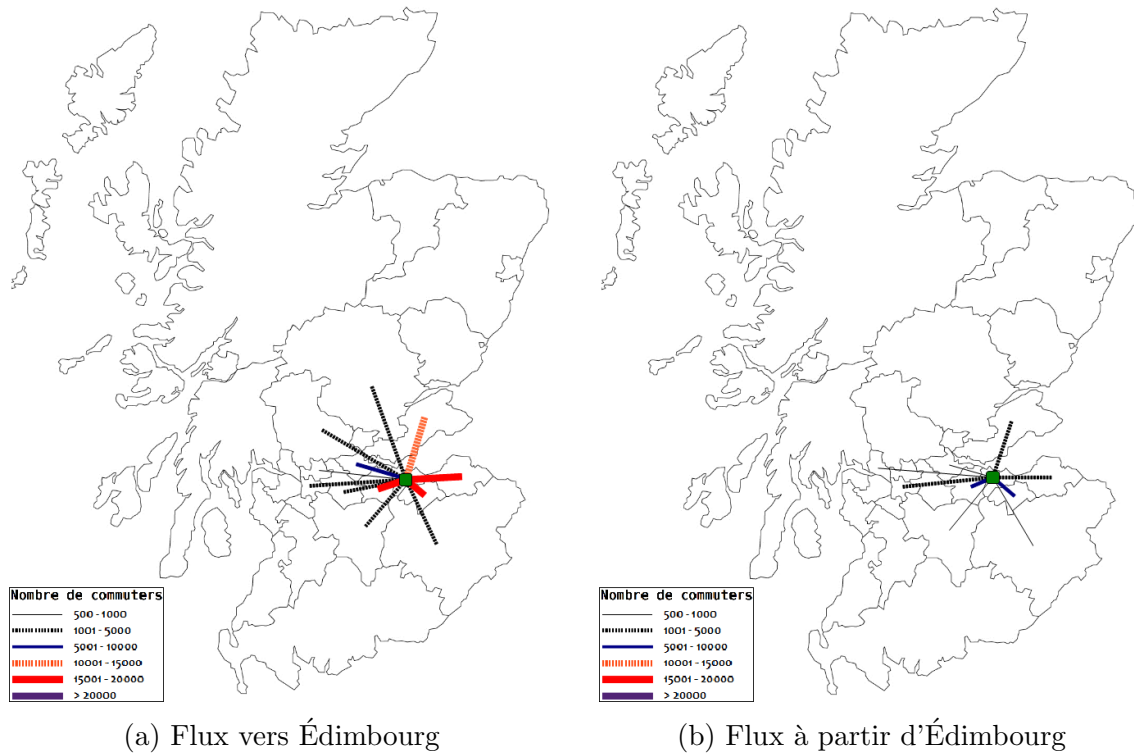 Nombre de commuters
500 - 1000
1001 - 5000
5001 - 10000
10001 - 15000
15001 - 20000
> 20000
Nombre de commuters
500 - 1000
1001 - 5000
5001 - 10000
10001 - 15000
15001 - 20000
> 20000
(a) Flux vers Édimbourg
(b) Flux à partir d'Édimbourg